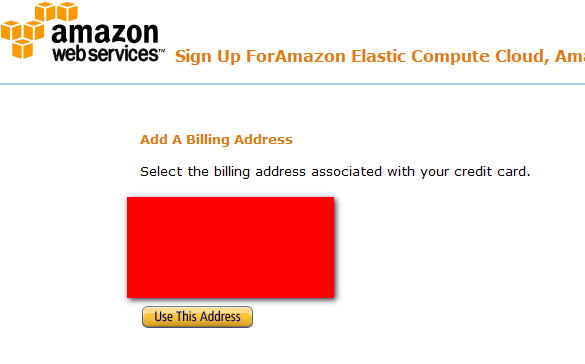 amazon
webservices™
Sign Up ForAmazon Elastic Compute Cloud, Ama
Add A Billing Address
Select the billing address associated with your credit card.
Use This Address